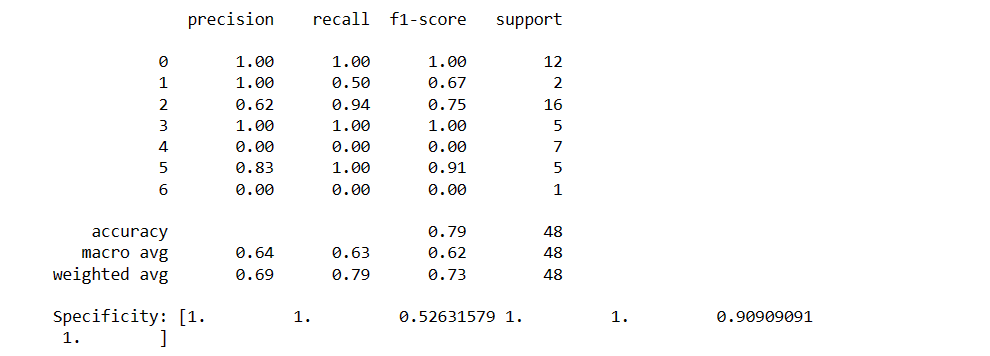 precision recall f1-score support
0 1.00 1.00 1.00 12
1 1.00 0.50 0.67 2
2 0.62 0.94 0.75 16
3 1.00 1.00 1.00 5
4 0.00 0.00 0.00 7
5 0.83 1.00 0.91 5
6 0.00 0.00 0.00 1
accuracy 0.79 48
macro avg 0.64 0.63 0.62 48
weighted avg 0.69 0.79 0.73 48
Specificity: [1. 1. 0.52631579 1. 1. 0.90909091
1. ]